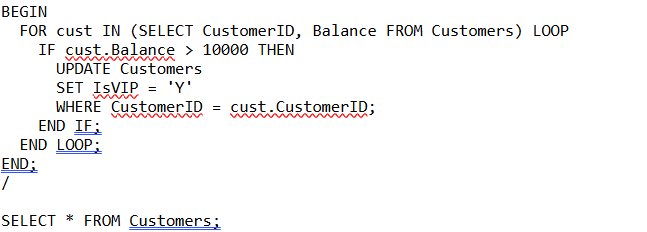 BEGIN
  FOR cust IN (SELECT CustomerID, Balance FROM Customers) LOOP
    IF cust.Balance > 10000 THEN
      UPDATE Customers
      SET IsVIP = 'Y'
      WHERE CustomerID = cust.CustomerID;
    END IF;
  END LOOP;
END;
/

SELECT * FROM Customers;